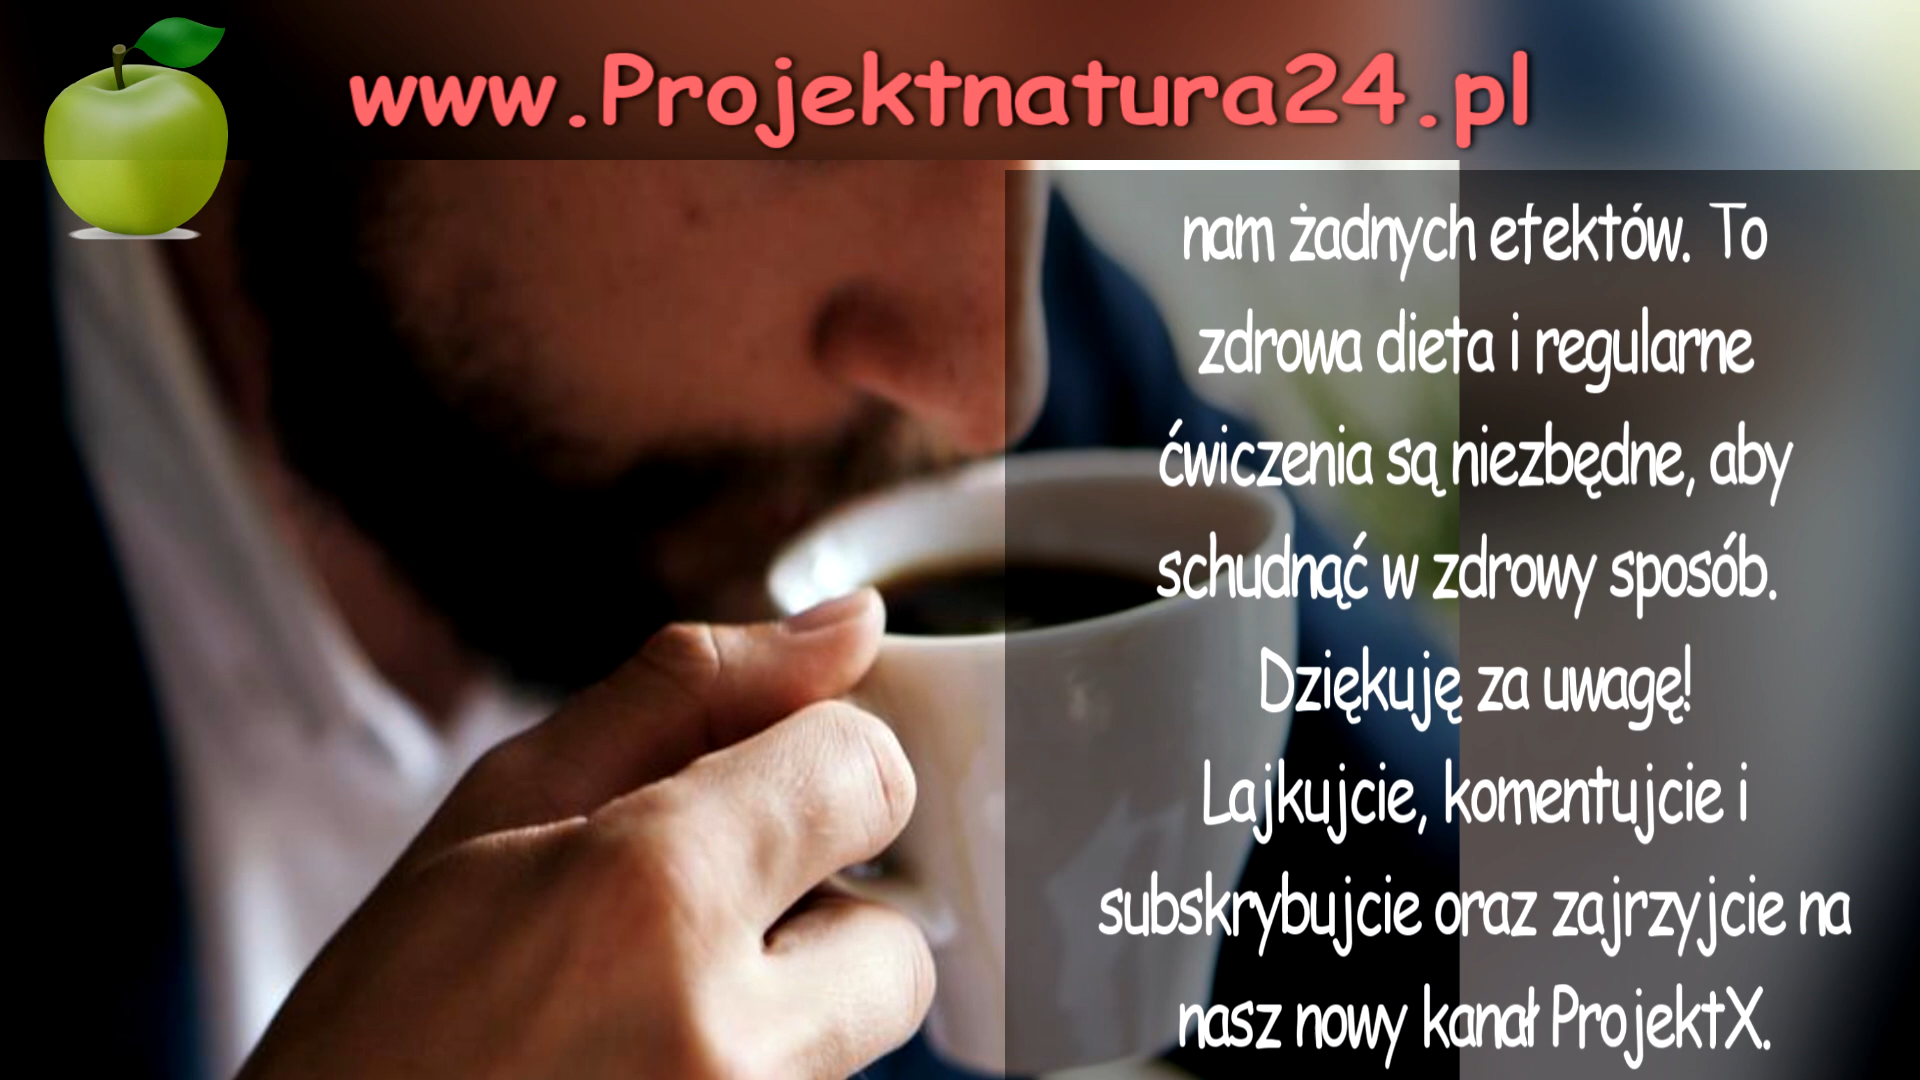 www.Projektnatura24.pl
nam żadnych efektów. To
zdrowa dieta i regularne
ćwiczenia są niezbędne, aby
schudnąć w zdrowy sposób.
Dziękuję za uwagę!
Lajkujcie, komentujcie i
subskrybujcie oraz zajrzyjcie na
nasz nowy kanał ProjektX.